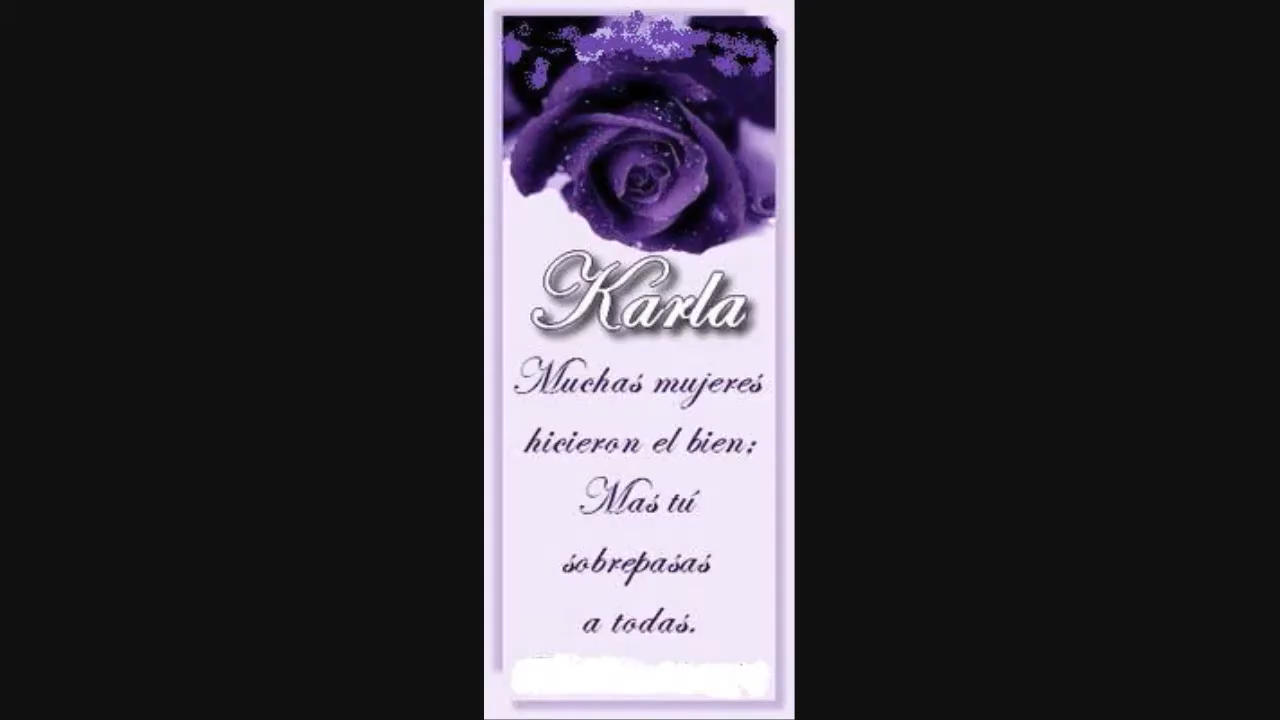 Karla
Muchas mujeres
hicieron el bien;
Mas tú
sobrepasas
a todas.